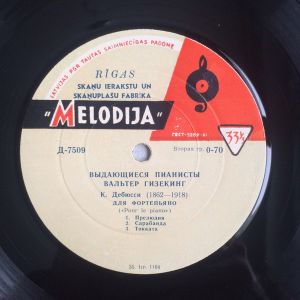 LATVIJAS PSR TAUTAS SAIMNIECĪBAS PADOME
RĪGAS
SKAŅU IERAKSTU UN
SKAŅUPLAŠU FABRIKA
"MELODIJA"
33⅓
Д-7509
Вторая гр. 0-70
ВЫДАЮЩИЕСЯ ПИАНИСТЫ
ВАЛЬТЕР ГИЗЕКИНГ
К. Дебюсси (1862—1918)
ДЛЯ ФОРТЕПЬЯНО
(«Pour le piano»)
1. Прелюдия
2. Сарабанда
3. Токката